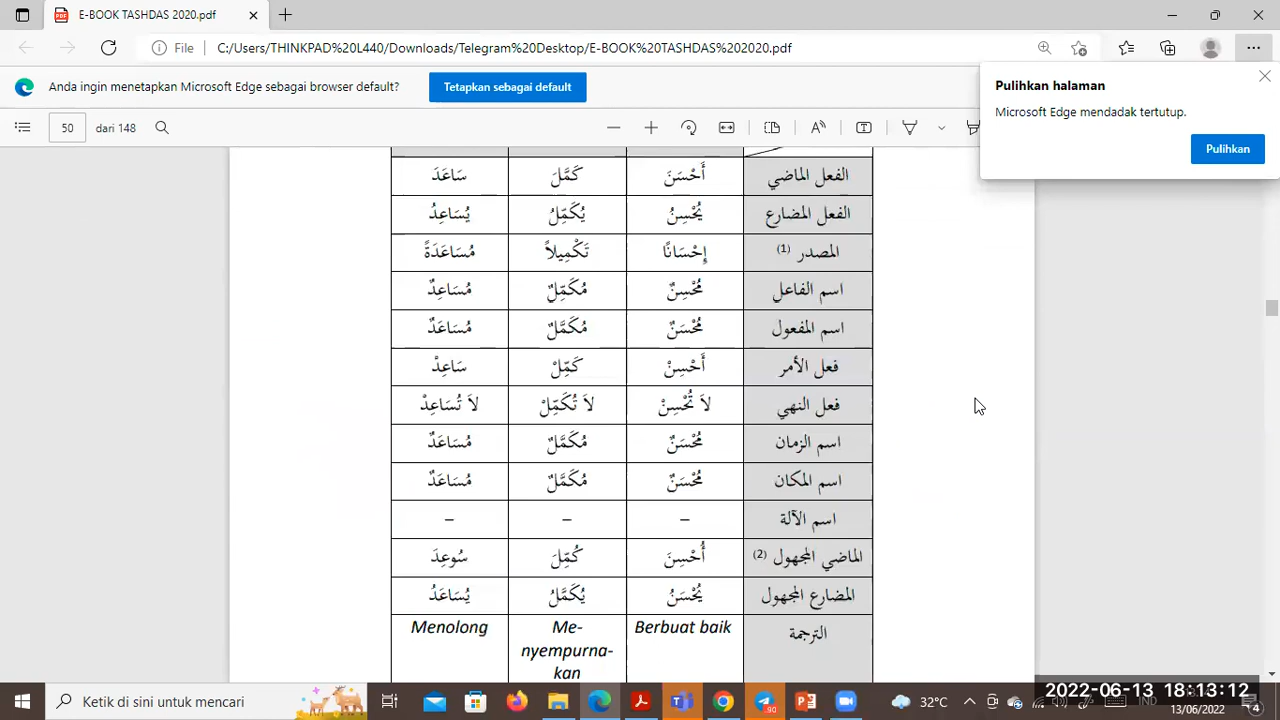 E-BOOK TASHDAS 2020.pdf
File C:/Users/THINKPAD%20L440/Downloads/Telegram%20Desktop/E-BOOK%20TASHDAS%202020.pdf
Anda ingin menetapkan Microsoft Edge sebagai browser default? Tetapkan sebagai default
Pulihkan halaman
Microsoft Edge mendadak tertutup.
Pulihkan
50 dari 148
الفعل الماضي أَحْسَنَ كَمَّلَ سَاعَدَ
الفعل المضارع يُحْسِنُ يُكَمِّلُ يُسَاعِدُ
المصدر (1) إِحْسَانًا تَكْمِيلاً مُسَاعَدَةً
اسم الفاعل مُحْسِنٌ مُكَمِّلٌ مُسَاعِدٌ
اسم المفعول مُحْسَنٌ مُكَمَّلٌ مُسَاعَدٌ
فعل الأمر أَحْسِنْ كَمِّلْ سَاعِدْ
فعل النهي لاَ تُحْسِنْ لاَ تُكَمِّلْ لاَ تُسَاعِدْ
اسم الزمان مُحْسَنٌ مُكَمَّلٌ مُسَاعَدٌ
اسم المكان مُحْسَنٌ مُكَمَّلٌ مُسَاعَدٌ
اسم الآلة – – –
الماضي المجهول (2) أُحْسِنَ كُمِّلَ سُوعِدَ
المضارع المجهول يُحْسَنُ يُكَمَّلُ يُسَاعَدُ
الترجمة Berbuat baik Me- Menolong
nyempurna-
kan
Ketik di sini untuk mencari
90
32°C
IND
2022-06-13 18:13:12
13/06/2022
4